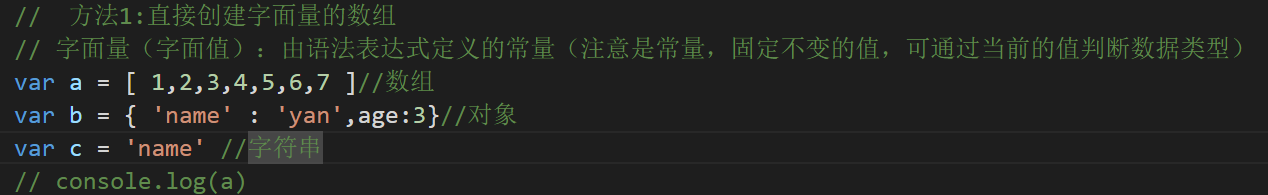 //  方法1:直接创建字面量的数组
// 字面量（字面值）：由语法表达式定义的常量（注意是常量，固定不变的值，可通过当前的值判断数据类型）
var a = [ 1,2,3,4,5,6,7 ]//数组
var b = { 'name' : 'yan',age:3}//对象
var c = 'name' //字符串
// console.log(a)